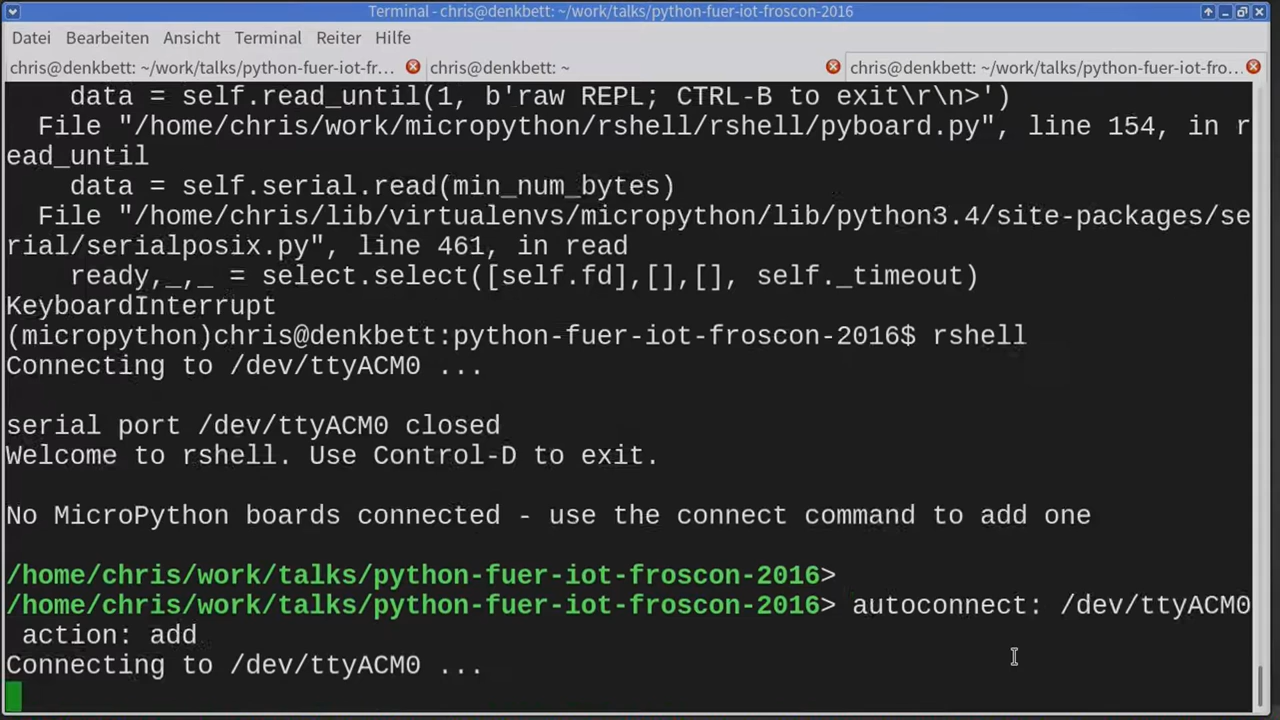 Terminal - chris@denkbett: ~/work/talks/python-fuer-iot-froscon-2016
Datei Bearbeiten Ansicht Terminal Reiter Hilfe
chris@denkbett: ~/work/talks/python-fuer-iot-fr... chris@denkbett: ~ chris@denkbett: ~/work/talks/python-fuer-iot-fro...
data = self.read_until(1, b'raw REPL; CTRL-B to exit\r\n>')
File "/home/chris/work/micropython/rshell/rshell/pyboard.py", line 154, in r
ead_until
data = self.serial.read(min_num_bytes)
File "/home/chris/lib/virtualenvs/micropython/lib/python3.4/site-packages/se
rial/serialposix.py", line 461, in read
ready,_,_ = select.select([self.fd],[],[], self._timeout)
KeyboardInterrupt
(micropython)chris@denkbett:python-fuer-iot-froscon-2016$ rshell
Connecting to /dev/ttyACM0 ...
serial port /dev/ttyACM0 closed
Welcome to rshell. Use Control-D to exit.
No MicroPython boards connected - use the connect command to add one
/home/chris/work/talks/python-fuer-iot-froscon-2016>
/home/chris/work/talks/python-fuer-iot-froscon-2016> autoconnect: /dev/ttyACM0
action: add
Connecting to /dev/ttyACM0 ...